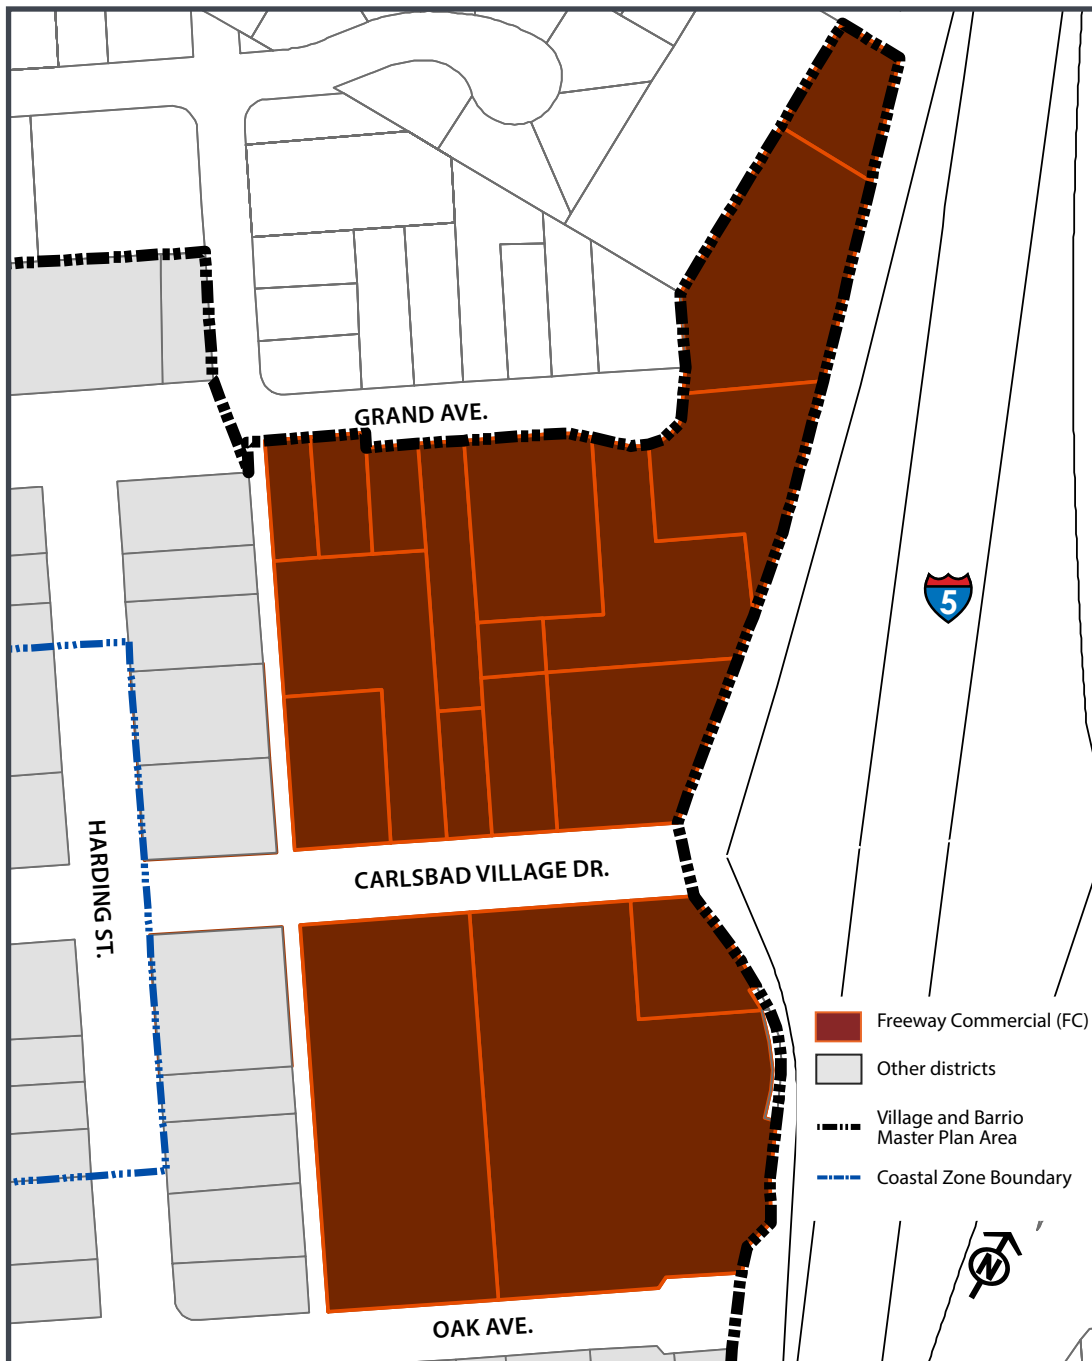 GRAND AVE.
5
HARDING ST.
CARLSBAD VILLAGE DR.
Freeway Commercial (FC)
Other districts
Village and Barrio
Master Plan Area
Coastal Zone Boundary
N
OAK AVE.